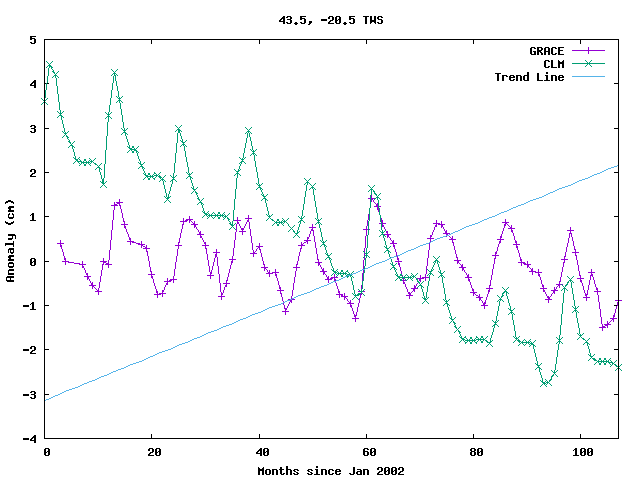 43.5, -20.5 TWS
GRACE
CLM
Trend Line
5
4
3
2
1
0
-1
-2
-3
-4
Anomaly (cm)
0 20 40 60 80 100
Months since Jan 2002